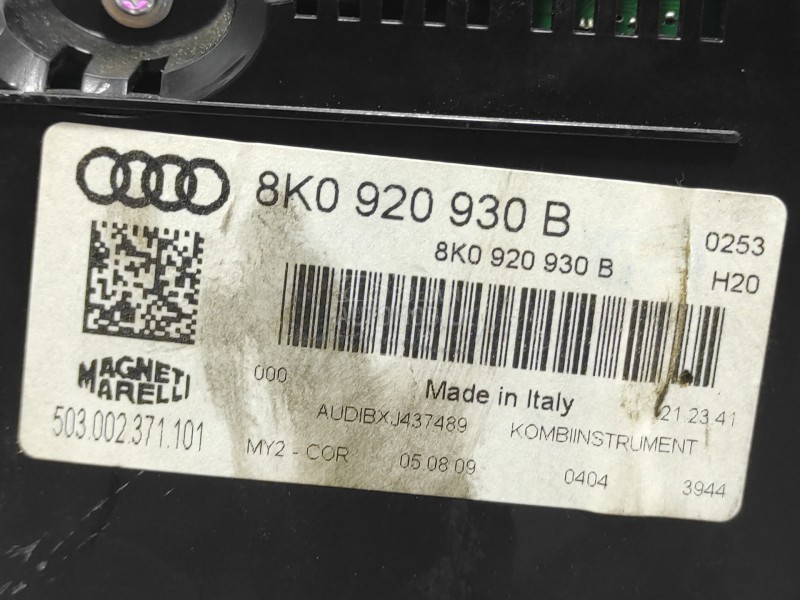 8K0 920 930 B
8K0 920 930 B
0253
H20
MAGNETI
MARELLI
000
Made in Italy
21.23.41
503.002.371.101
AUDIBXJ437489
KOMBIINSTRUMENT
MY2 - COR
05.08.09
0404
3944